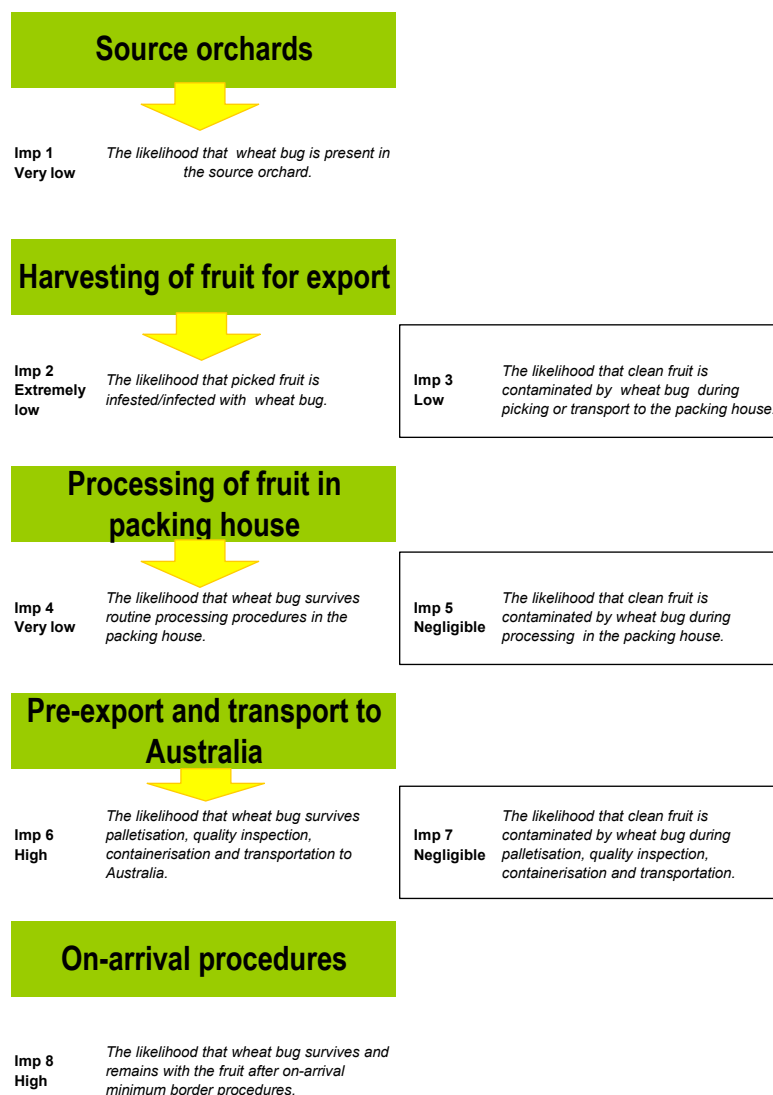 Source orchards
Imp 1
Very low
The likelihood that wheat bug is present in
the source orchard.
Harvesting of fruit for export
Imp 2
Extremely
low
The likelihood that picked fruit is
infested/infected with wheat bug.
Imp 3
Low
The likelihood that clean fruit is
contaminated by wheat bug during
picking or transport to the packing house.
Processing of fruit in
packing house
Imp 4
Very low
The likelihood that wheat bug survives
routine processing procedures in the
packing house.
Imp 5
Negligible
The likelihood that clean fruit is
contaminated by wheat bug during
processing in the packing house.
Pre-export and transport to
Australia
Imp 6
High
The likelihood that wheat bug survives
palletisation, quality inspection,
containerisation and transportation to
Australia.
Imp 7
Negligible
The likelihood that clean fruit is
contaminated by wheat bug during
palletisation, quality inspection,
containerisation and transportation.
On-arrival procedures
Imp 8
High
The likelihood that wheat bug survives and
remains with the fruit after on-arrival
minimum border procedures.